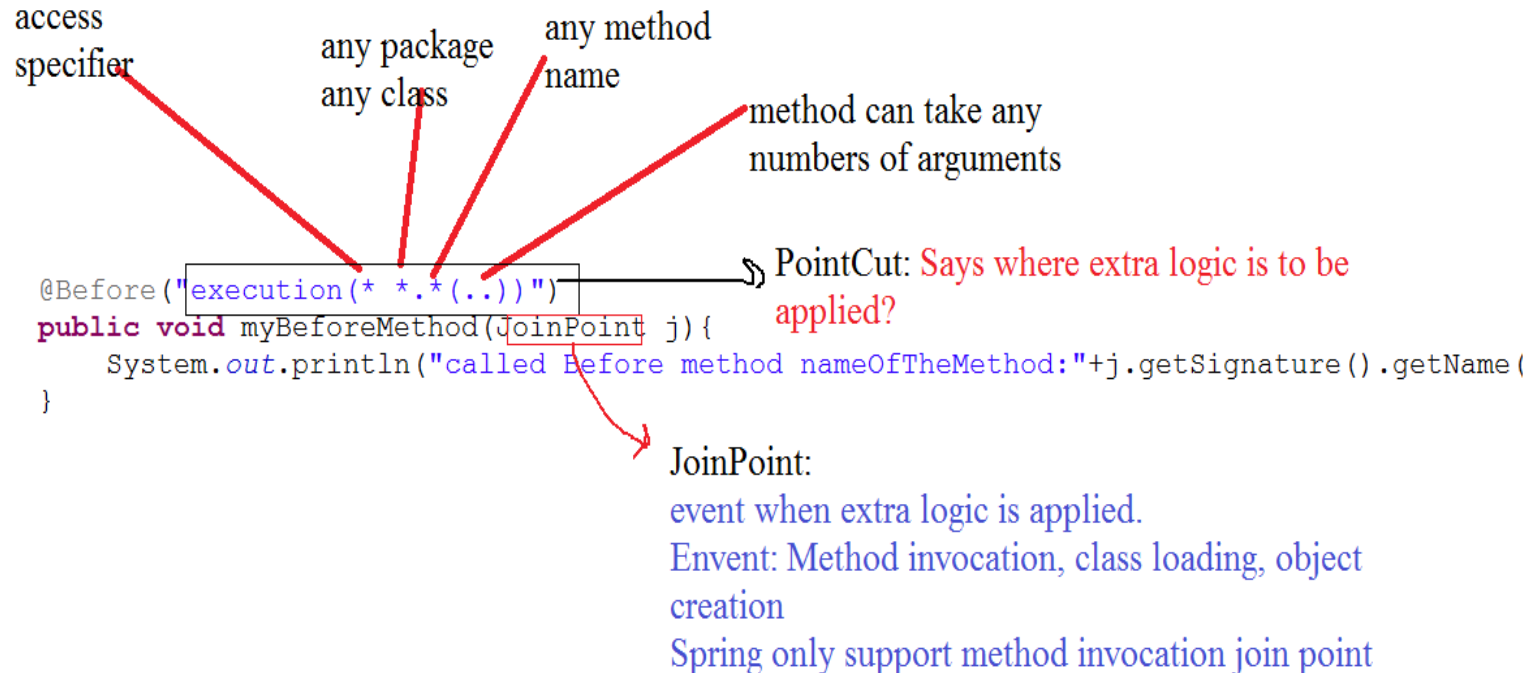 access
specifier
any package
any class
any method
name
method can take any
numbers of arguments
@Before("execution(* *.*(..))")
PointCut: Says where extra logic is to be
applied?
public void myBeforeMethod(JoinPoint j){
System.out.println("called Before method nameOfTheMethod:"+j.getSignature().getName(
}
JoinPoint:
event when extra logic is applied.
Envent: Method invocation, class loading, object
creation
Spring only support method invocation join point